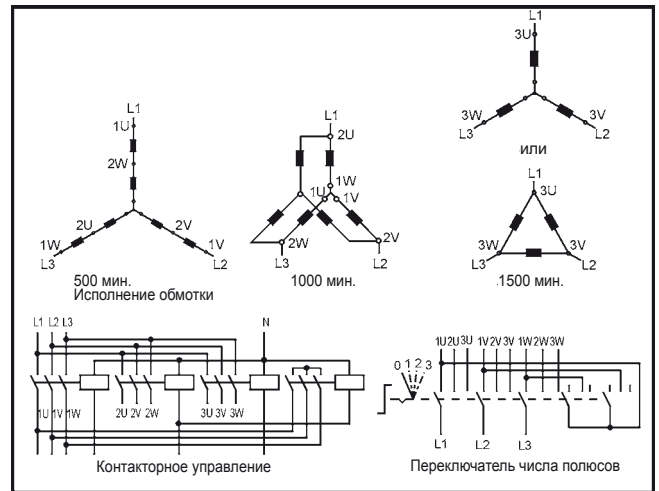 L1
3U
3W
3V
L3
L2
или
L1
3U
3W
3V
L3
L2
1500 мин.
L1
1U
2W
2U
2V
1W
1V
L3
L2
500 мин.
Исполнение обмотки
L1
2U
1W
1U
1V
2W
2V
L3
L2
1000 мин.
L1 L2 L3
N
1U 1V 1W
2U 2V 2W
3U 3V 3W
Контакторное управление
1U 2U 3U 1V 2V 3V 1W 2W 3W
0 1 2 3
L1
L2
L3
Переключатель числа полюсов